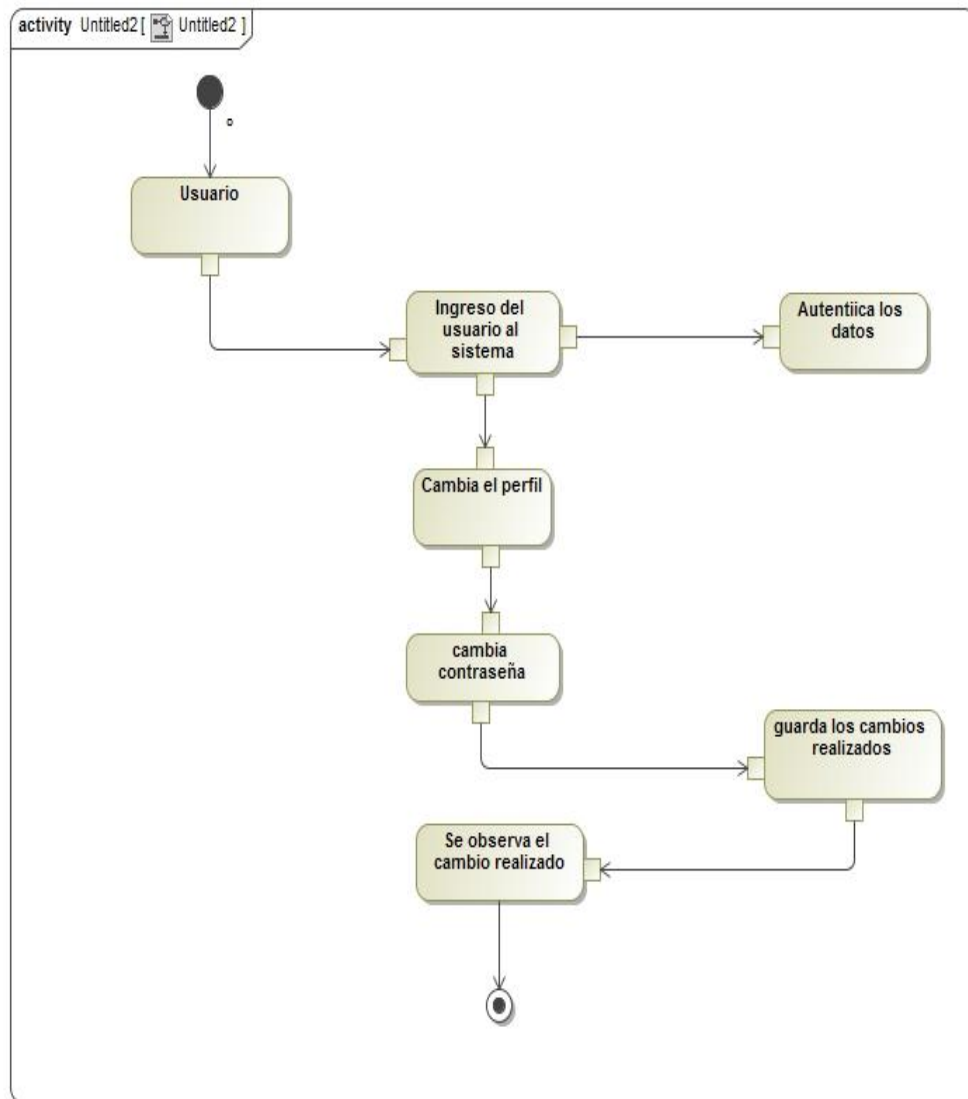 activity Untitled2 [ Untitled2 ]
Usuario
Ingreso del
usuario al
sistema
Autentiica los
datos
Cambia el perfil
cambia
contraseña
guarda los cambios
realizados
Se observa el
cambio realizado